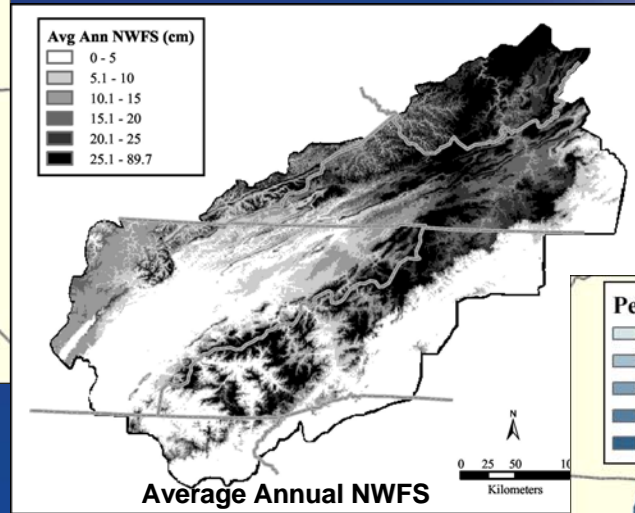 Avg Ann NWFS (cm)
0 - 5
5.1 - 10
10.1 - 15
15.1 - 20
20.1 - 25
25.1 - 89.7
N
0 25 50
Kilometers
Average Annual NWFS